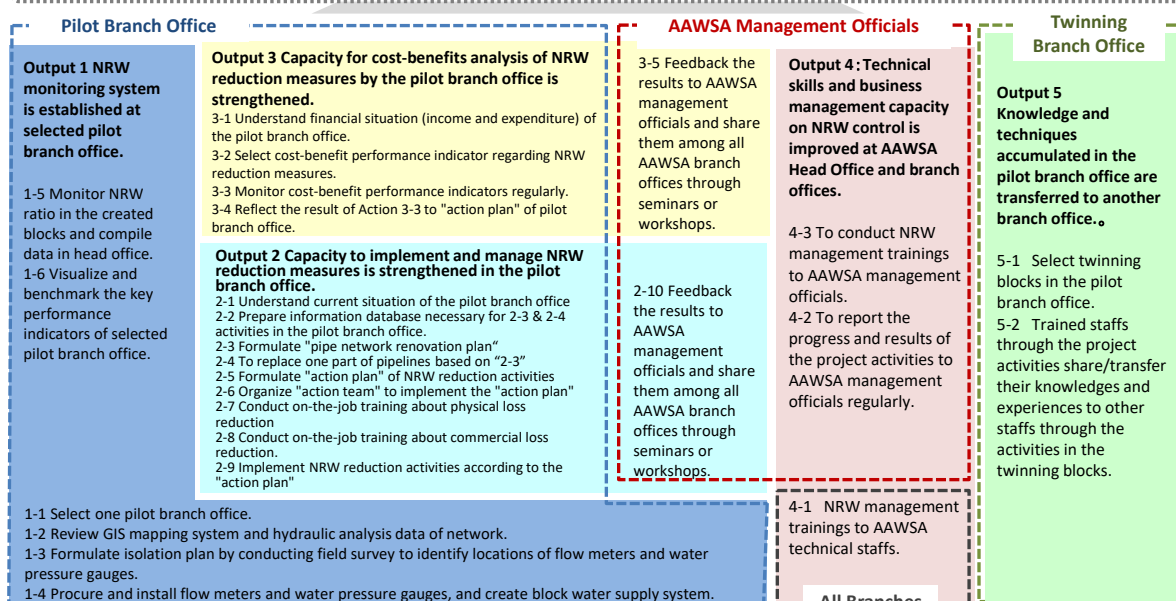 Pilot Branch Office
AAWSA Management Officials
Twinning
Branch Office
Output 1 NRW
monitoring system
is established at
selected pilot
branch office.
1-5 Monitor NRW
ratio in the created
blocks and compile
data in head office.
1-6 Visualize and
benchmark the key
performance
indicators of selected
pilot branch office.
Output 3 Capacity for cost-benefits analysis of NRW
reduction measures by the pilot branch office is
strengthened.
3-1 Understand financial situation (income and expenditure) of
the pilot branch office.
3-2 Select cost-benefit performance indicator regarding NRW
reduction measures.
3-3 Monitor cost-benefit performance indicators regularly.
3-4 Reflect the result of Action 3-3 to "action plan" of pilot
branch office.
Output 2 Capacity to implement and manage NRW
reduction measures is strengthened in the pilot
branch office.
2-1 Understand current situation of the pilot branch office
2-2 Prepare information database necessary for 2-3 & 2-4
activities in the pilot branch office.
2-3 Formulate "pipe network renovation plan“
2-4 To replace one part of pipelines based on “2-3”
2-5 Formulate "action plan" of NRW reduction activities
2-6 Organize "action team" to implement the "action plan"
2-7 Conduct on-the-job training about physical loss
reduction
2-8 Conduct on-the-job training about commercial loss
reduction.
2-9 Implement NRW reduction activities according to the
"action plan"
3-5 Feedback the
results to AAWSA
management
officials and share
them among all
AAWSA branch
offices through
seminars or
workshops.
2-10 Feedback
the results to
AAWSA
management
officials and share
them among all
AAWSA branch
offices through
seminars or
workshops.
Output 4 : Technical
skills and business
management capacity
on NRW control is
improved at AAWSA
Head Office and branch
offices.
4-3 To conduct NRW
management trainings
to AAWSA management
officials.
4-2 To report the
progress and results of
the project activities to
AAWSA management
officials regularly.
4-1 NRW management
trainings to AAWSA
technical staffs.
All Branches
Output 5
Knowledge and
techniques
accumulated in the
pilot branch office are
transferred to another
branch office.。
5-1 Select twinning
blocks in the pilot
branch office.
5-2 Trained staffs
through the project
activities share/transfer
their knowledges and
experiences to other
staffs through the
activities in the
twinning blocks.
1-1 Select one pilot branch office.
1-2 Review GIS mapping system and hydraulic analysis data of network.
1-3 Formulate isolation plan by conducting field survey to identify locations of flow meters and water
pressure gauges.
1-4 Procure and install flow meters and water pressure gauges, and create block water supply system.